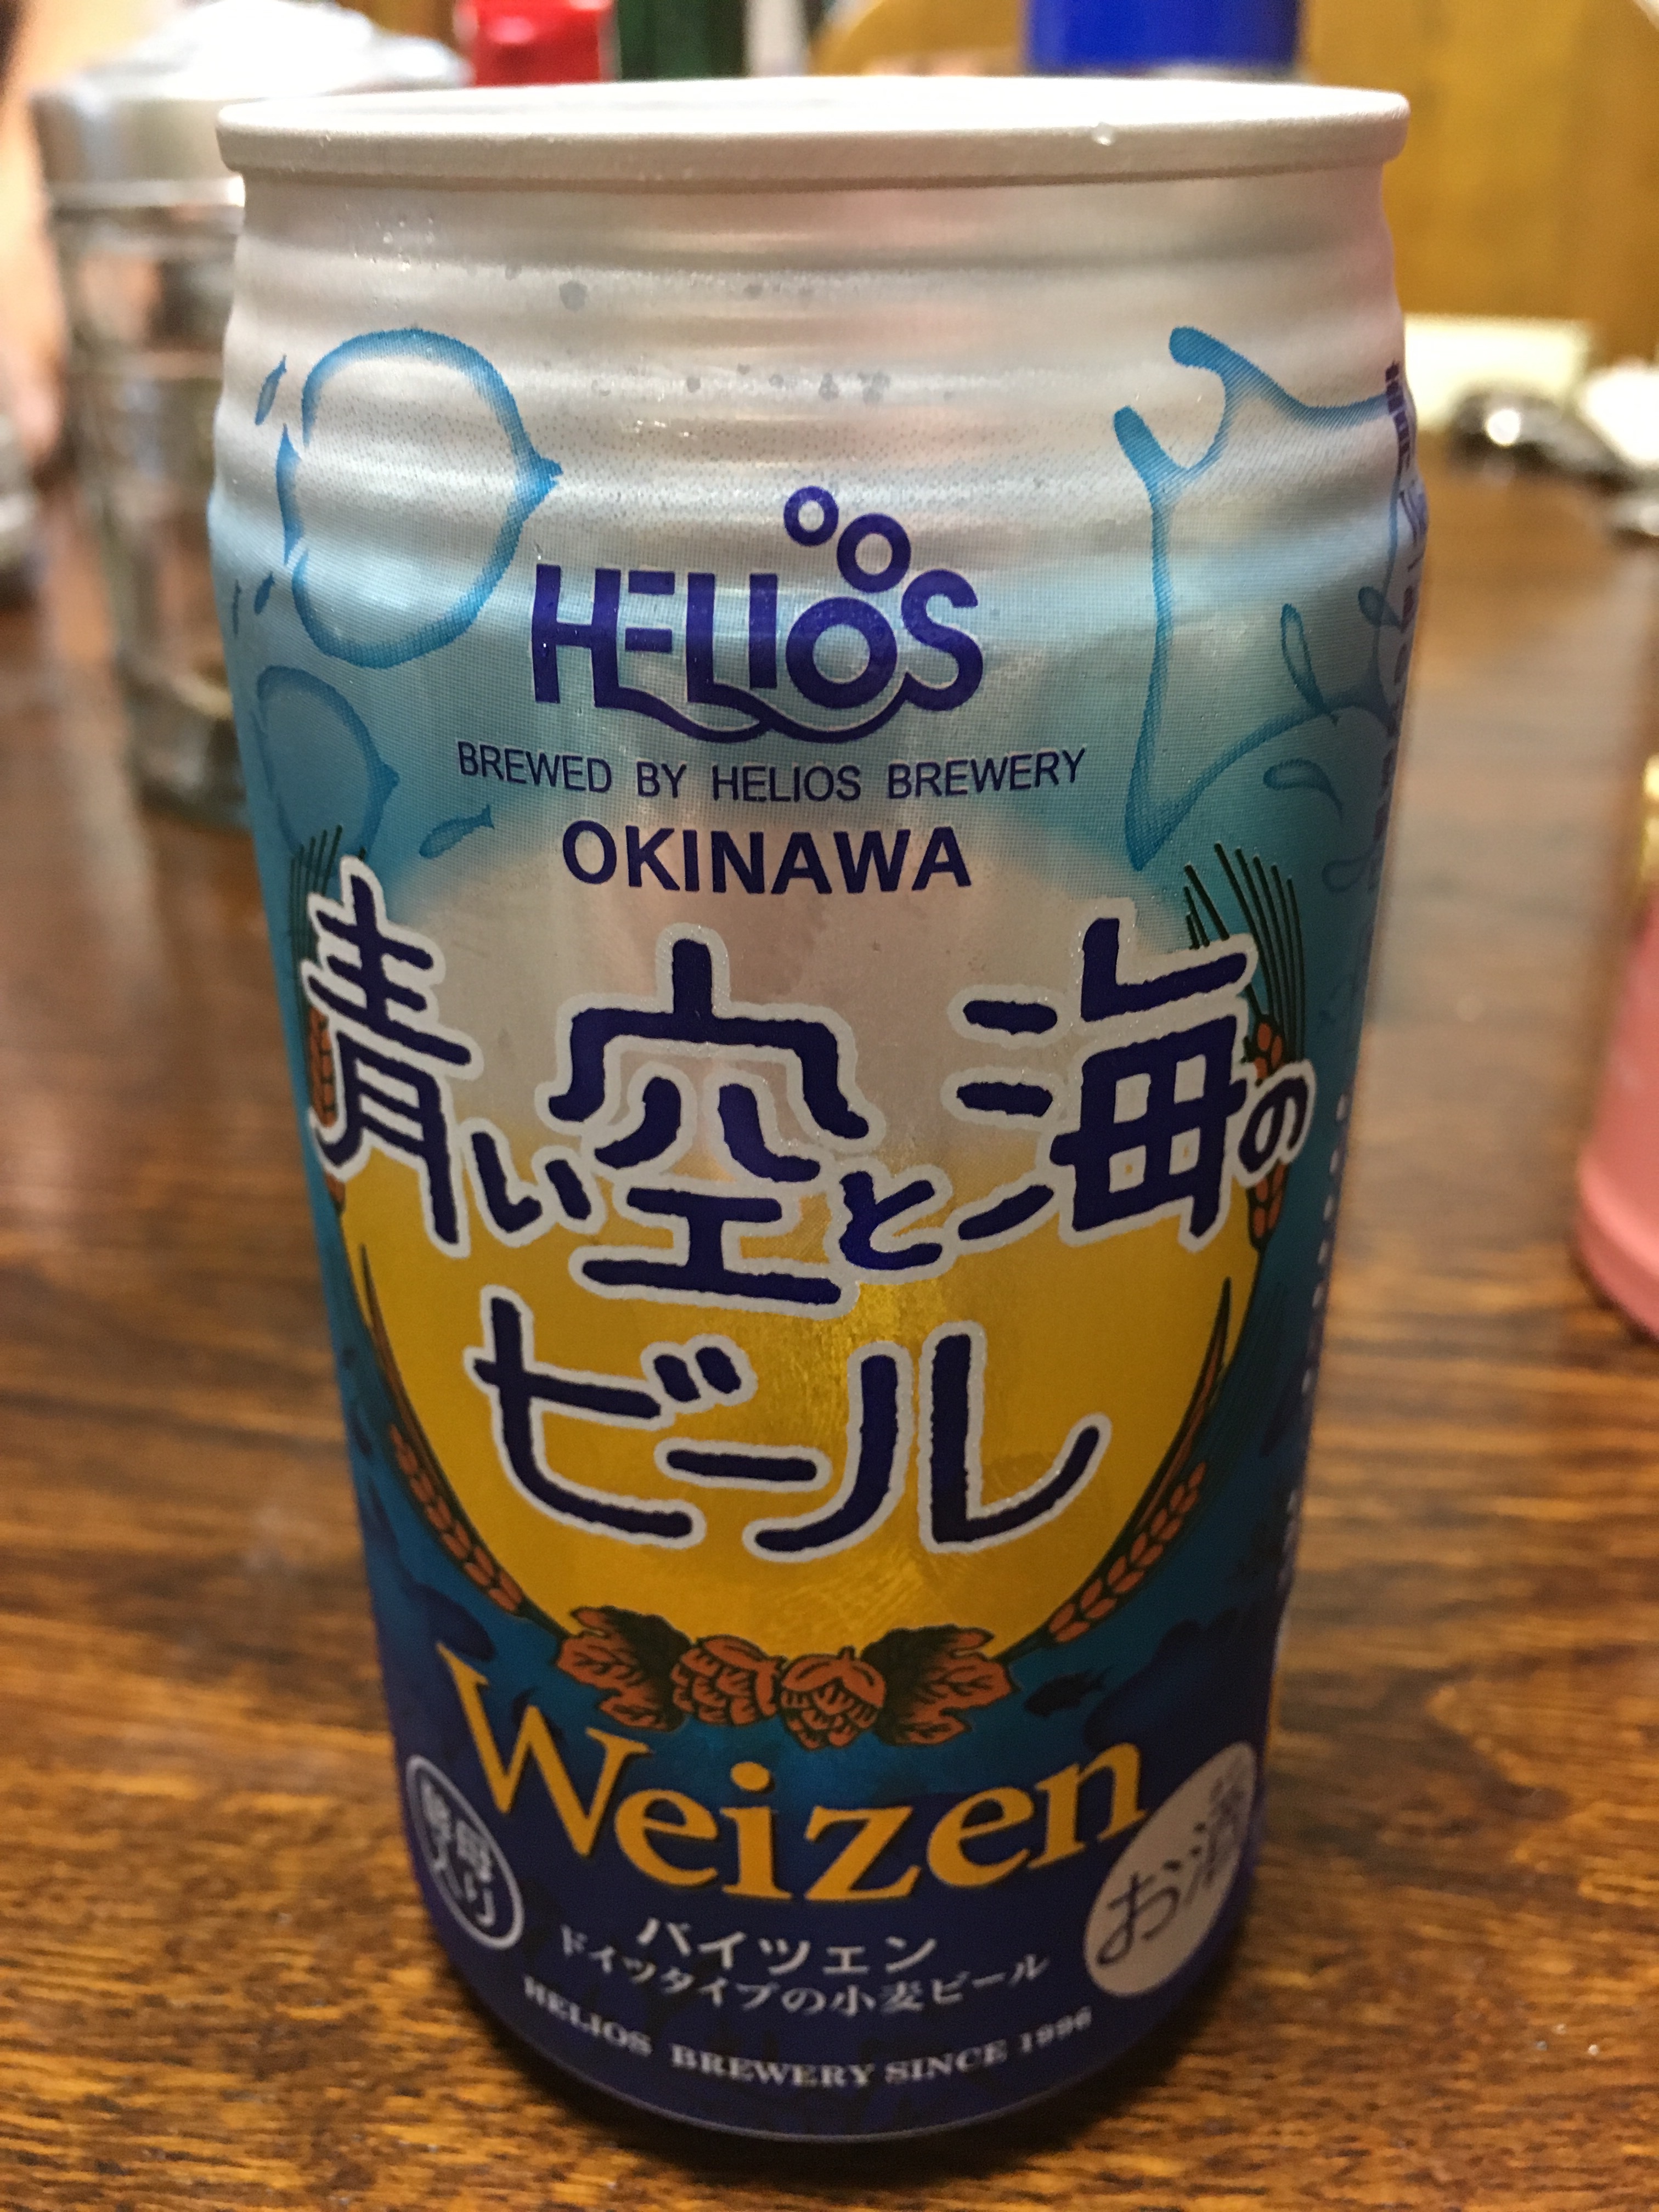 HELIOS
BREWED BY HELIOS BREWERY
OKINAWA
青い空と海の
ビール
Weizen
酵母
入り
お酒
バイツェン
ドイツタイプの小麦ビール
HELIOS BREWERY SINCE 1996